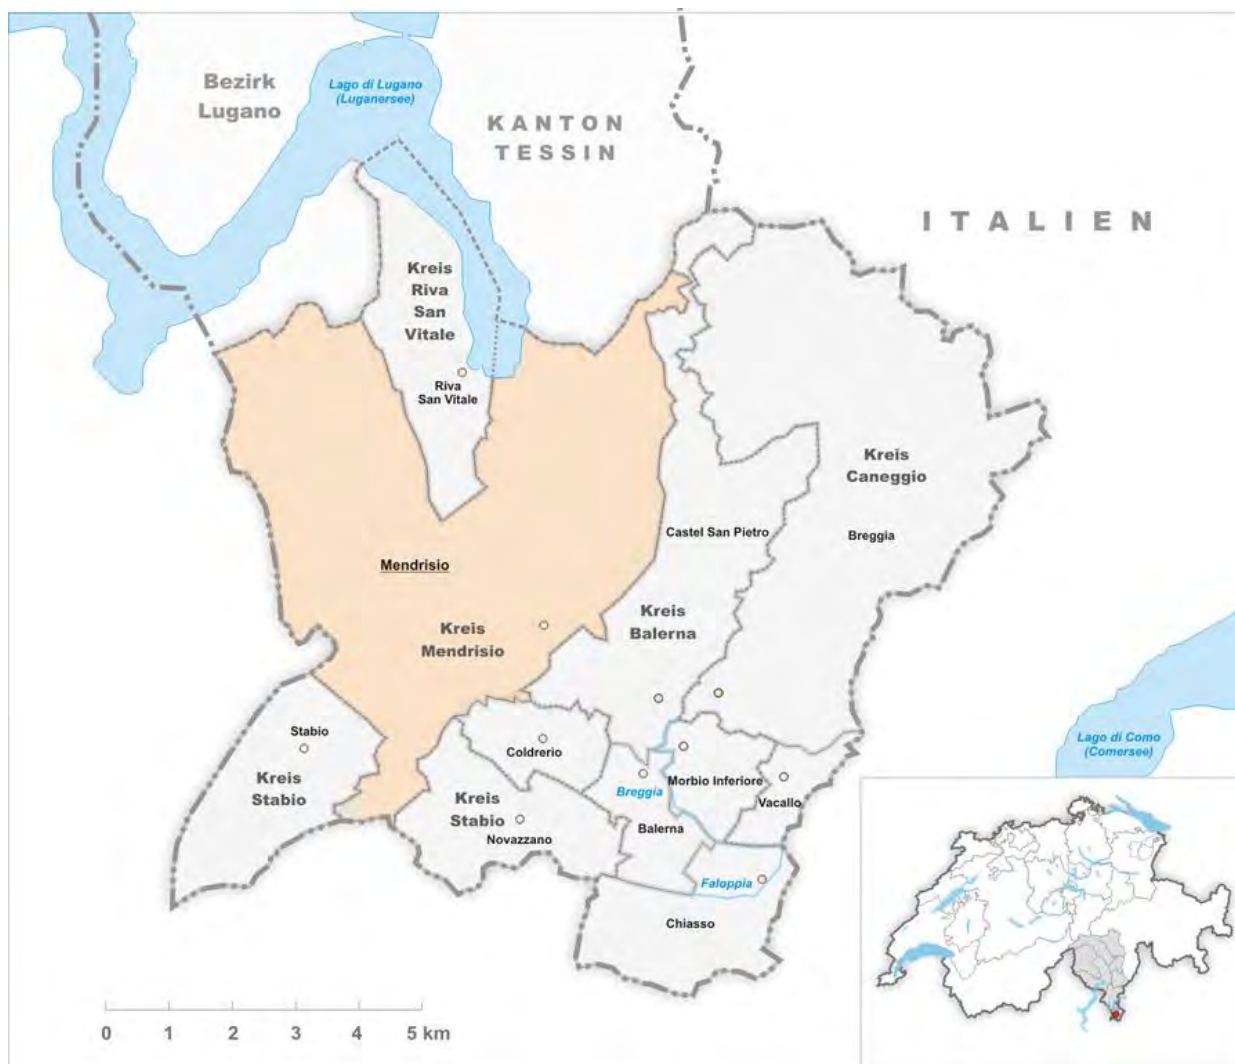 Bezirk
Lugano
Lago di Lugano
(Luganersee)
KANTON
TESSIN
ITALIEN
Kreis
Riva
San
Vitale
Riva
San Vitale
Kreis
Caneggio
Castel San Pietro
Breggia
Mendrisio
Kreis
Mendrisio
Kreis
Balerna
Stabio
Kreis
Stabio
Coldrerio
Kreis
Stabio
Novazzano
Breggia
Morbio Inferiore
Vacallo
Balerna
Faloppia
Chiasso
Lago di Como
(Comersee)
0 1 2 3 4 5 km